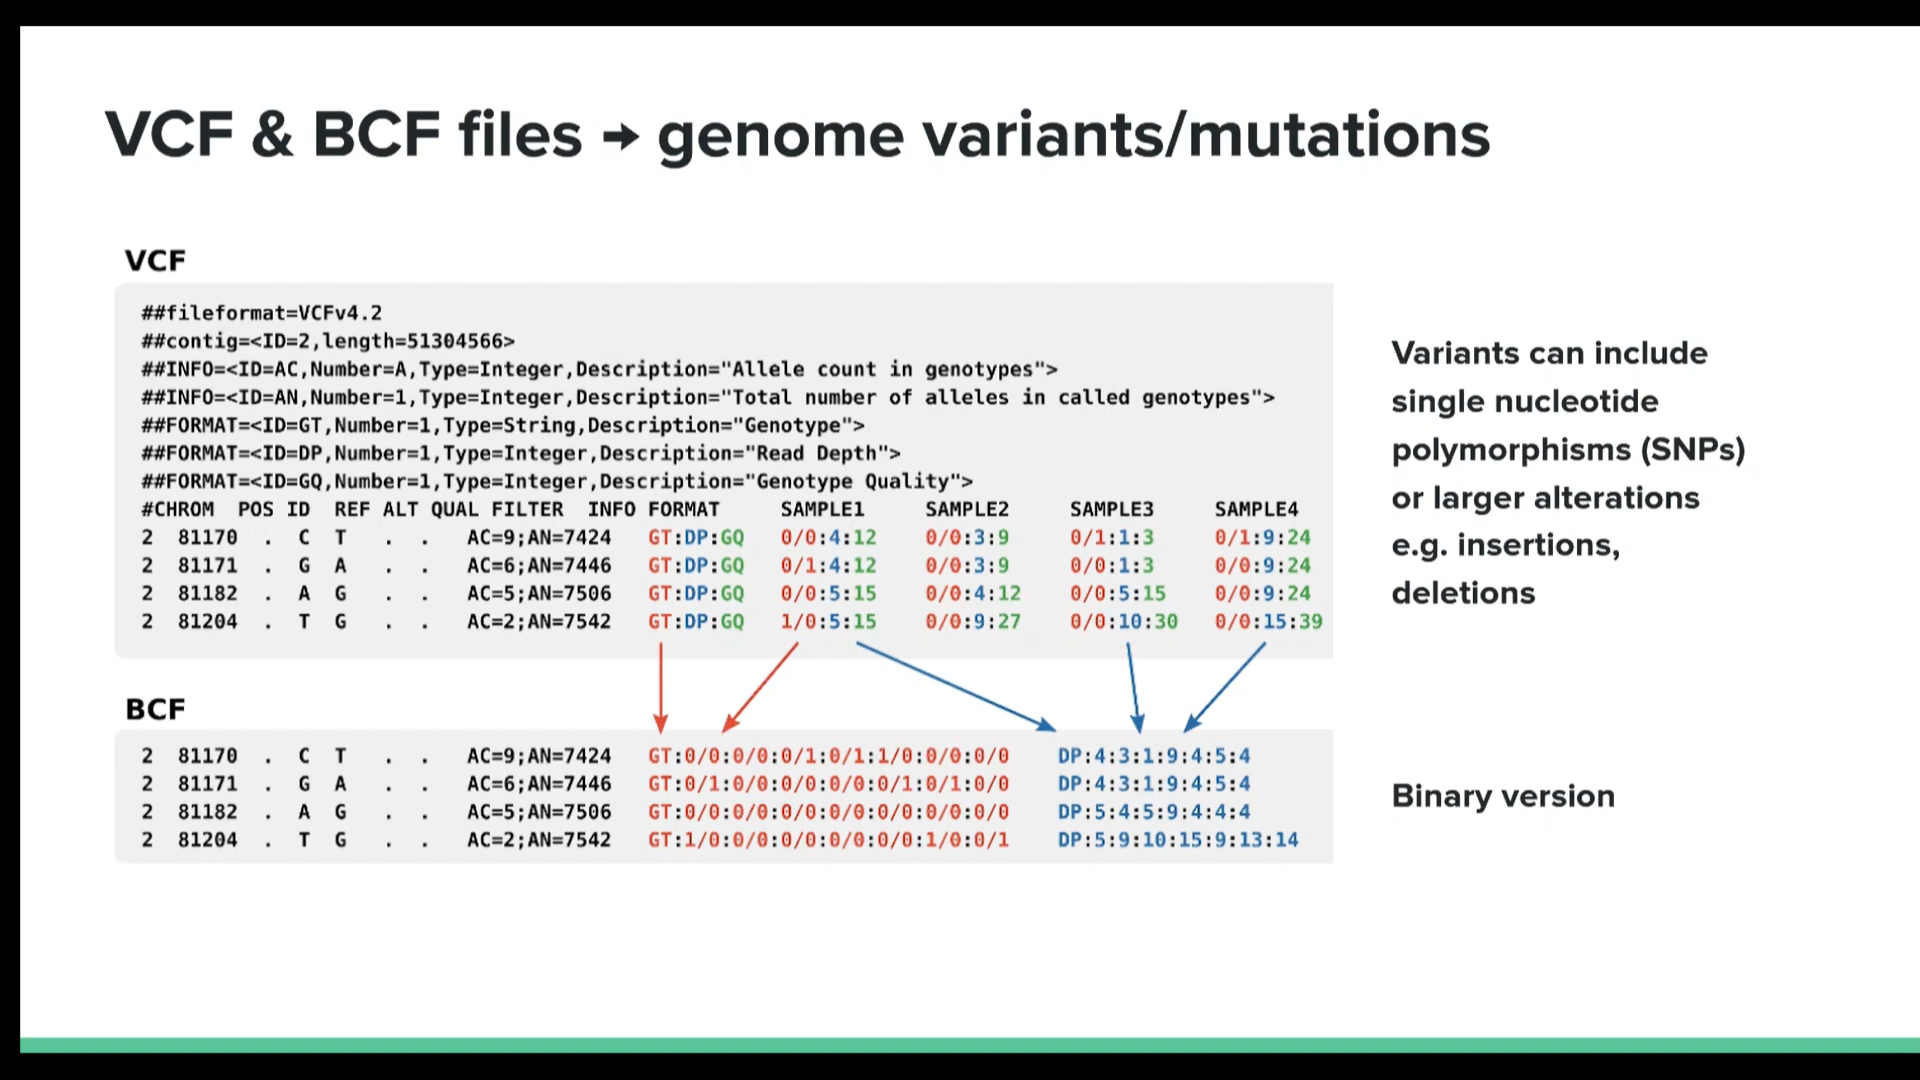 VCF & BCF files → genome variants/mutations
VCF
##fileformat=VCFv4.2
##contig=<ID=2,length=51304566>
##INFO=<ID=AC,Number=A,Type=Integer,Description="Allele count in genotypes">
##INFO=<ID=AN,Number=1,Type=Integer,Description="Total number of alleles in called genotypes">
##FORMAT=<ID=GT,Number=1,Type=String,Description="Genotype">
##FORMAT=<ID=DP,Number=1,Type=Integer,Description="Read Depth">
##FORMAT=<ID=GQ,Number=1,Type=Integer,Description="Genotype Quality">
#CHROM POS ID REF ALT QUAL FILTER INFO FORMAT SAMPLE1 SAMPLE2 SAMPLE3 SAMPLE4
2 81170 . C T . . AC=9;AN=7424 GT:DP:GQ 0/0:4:12 0/0:3:9 0/1:1:3 0/1:9:24
2 81171 . G A . . AC=6;AN=7446 GT:DP:GQ 0/1:4:12 0/0:3:9 0/0:1:3 0/0:9:24
2 81182 . A G . . AC=5;AN=7506 GT:DP:GQ 0/0:5:15 0/0:4:12 0/0:5:15 0/0:9:24
2 81204 . T G . . AC=2;AN=7542 GT:DP:GQ 1/0:5:15 0/0:9:27 0/0:10:30 0/0:15:39
Variants can include
single nucleotide
polymorphisms (SNPs)
or larger alterations
e.g. insertions,
deletions
BCF
2 81170 . C T . . AC=9;AN=7424 GT:0/0:0/0:0/1:0/1:1/0:0/0:0/0 DP:4:3:1:9:4:5:4
2 81171 . G A . . AC=6;AN=7446 GT:0/1:0/0:0/0:0/0:0/1:0/1:0/0 DP:4:3:1:9:4:5:4
2 81182 . A G . . AC=5;AN=7506 GT:0/0:0/0:0/0:0/0:0/0:0/0:0/0 DP:5:4:5:9:4:4:4
2 81204 . T G . . AC=2;AN=7542 GT:1/0:0/0:0/0:0/0:0/0:1/0:0/1 DP:5:9:10:15:9:13:14
Binary version